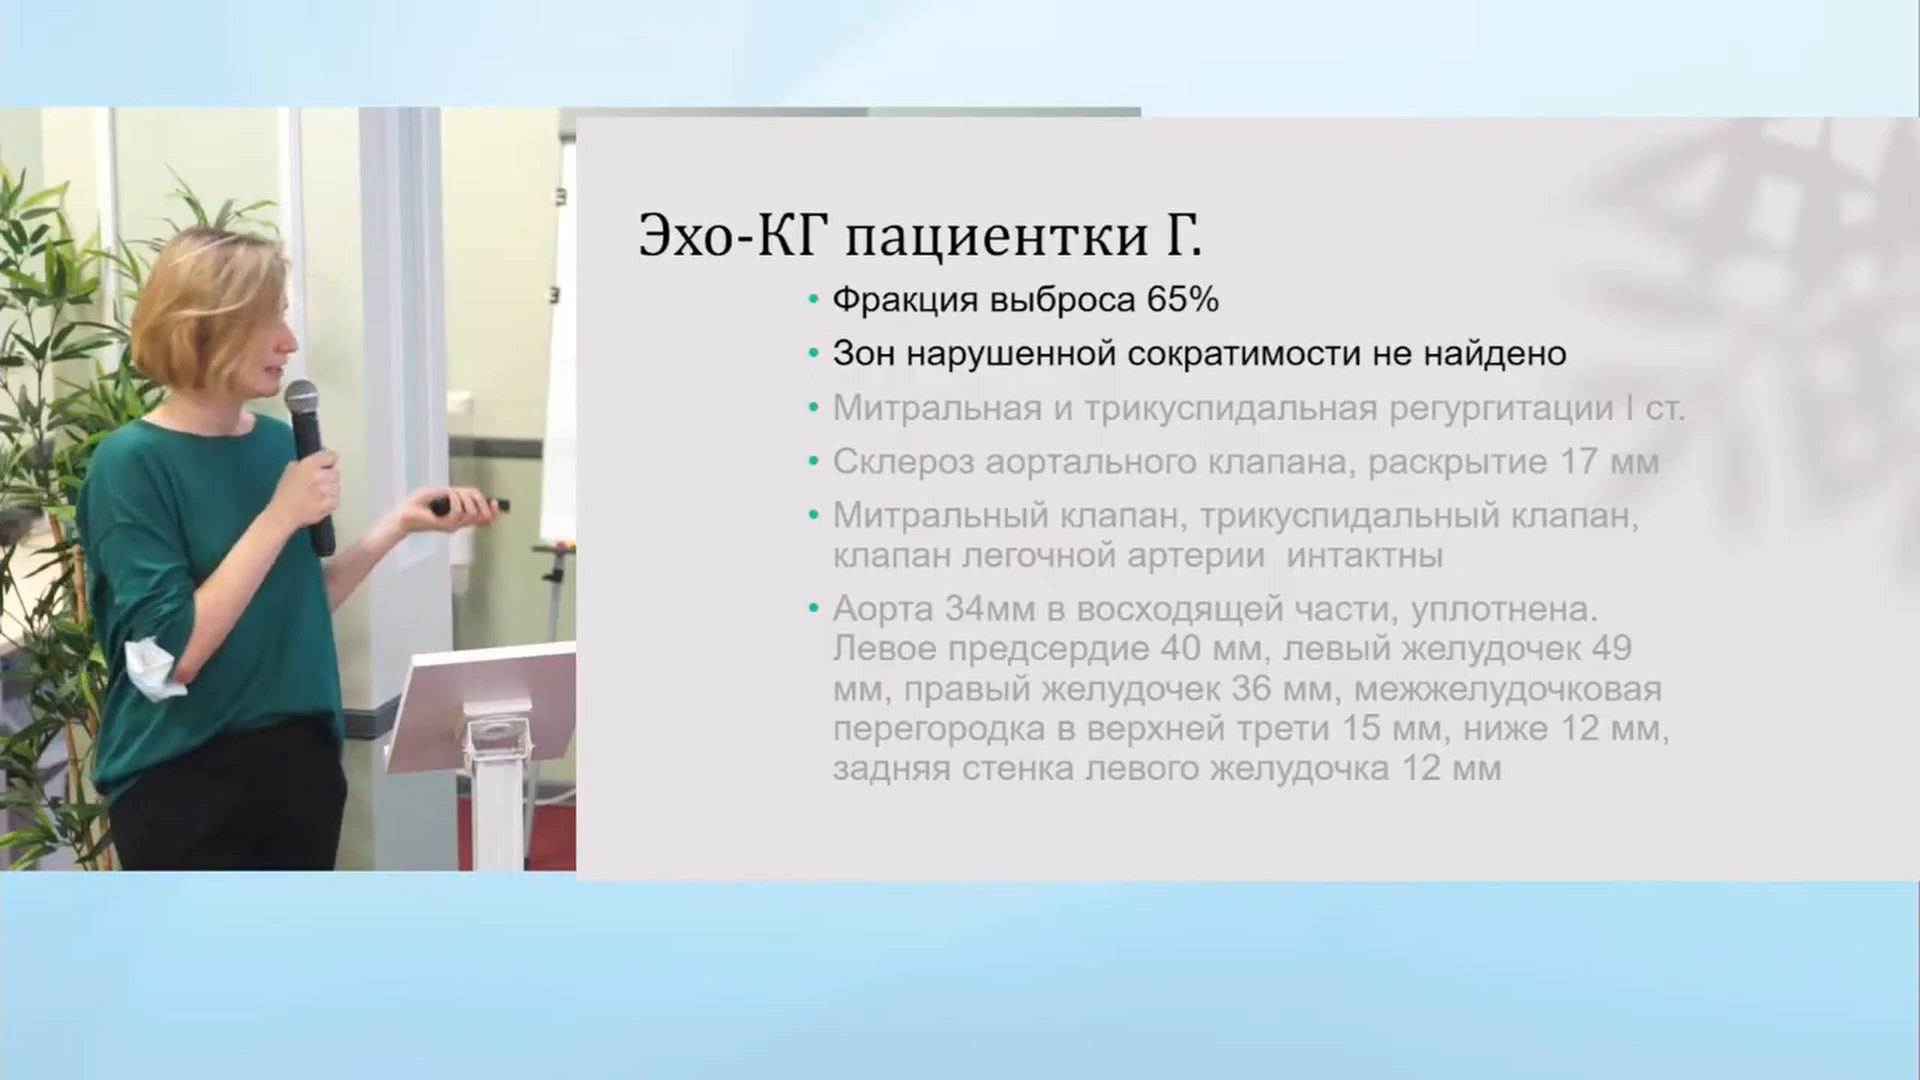 Эхо-КГ пациентки Г.
• Фракция выброса 65%
• Зон нарушенной сократимости не найдено
• Митральная и трикуспидальная регургитации I ст.
• Склероз аортального клапана, раскрытие 17 мм
• Митральный клапан, трикуспидальный клапан,
клапан легочной артерии интактны
• Аорта 34мм в восходящей части, уплотнена.
Левое предсердие 40 мм, левый желудочек 49
мм, правый желудочек 36 мм, межжелудочковая
перегородка в верхней трети 15 мм, ниже 12 мм,
задняя стенка левого желудочка 12 мм